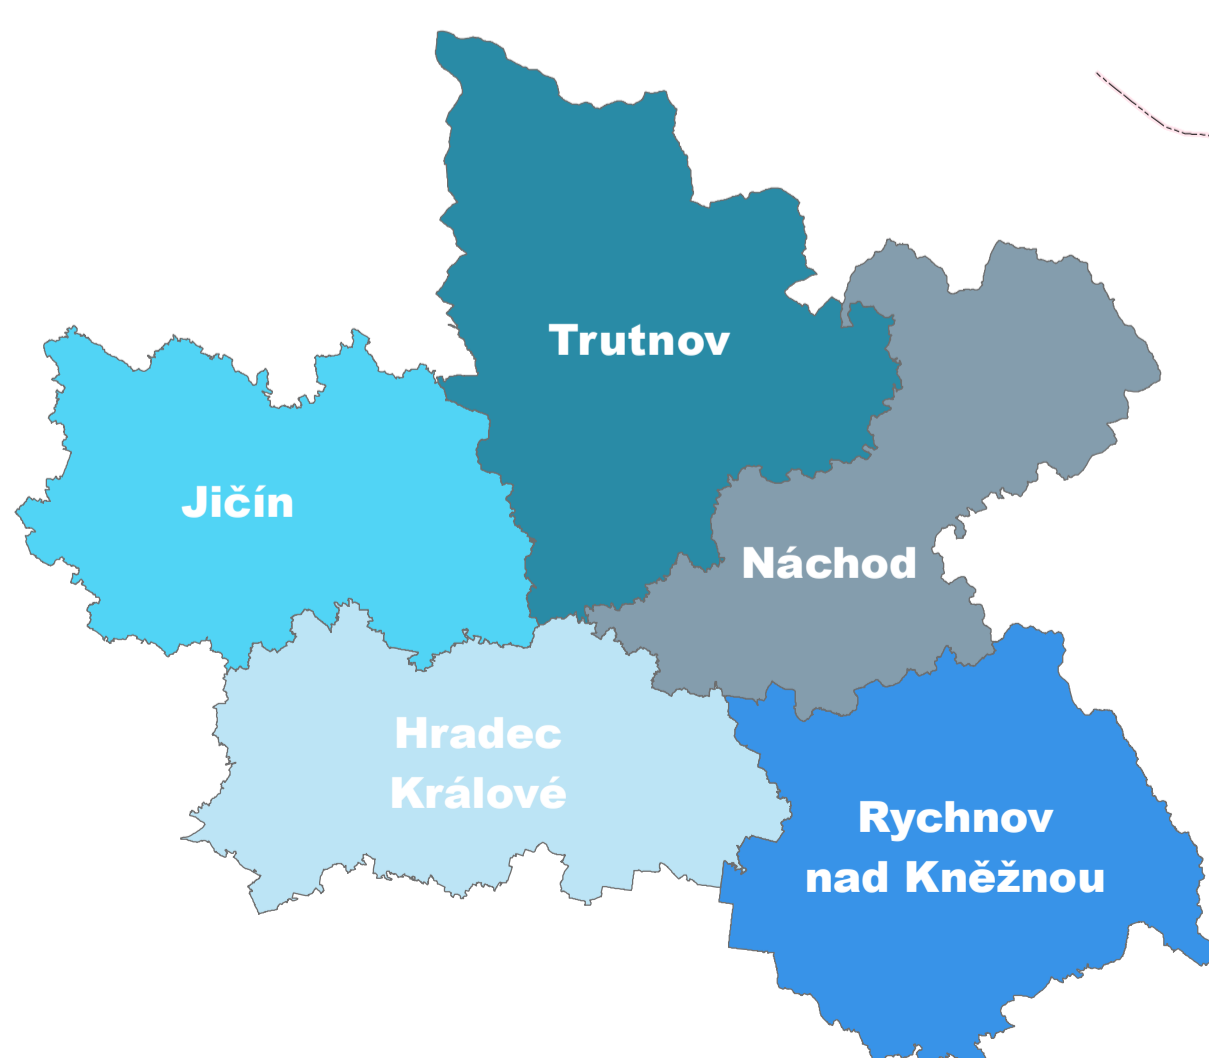 Trutnov
Jičín
Náchod
Hradec
Králové
Rychnov
nad Kněžnou